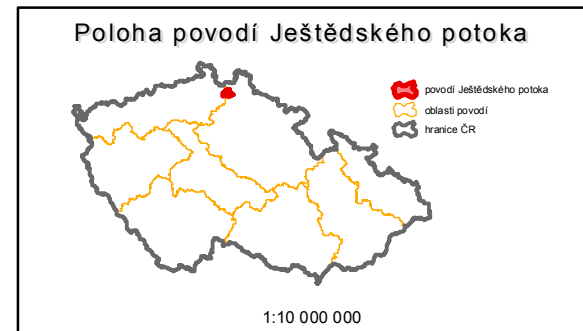 Poloha povodí Ještědského potoka
povodí Ještědského potoka
oblasti povodí
hranice ČR
1:10 000 000